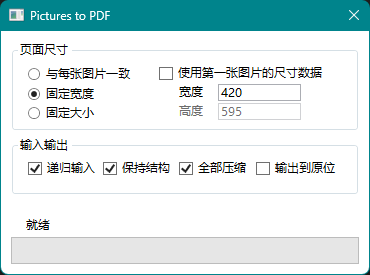 Pictures to PDF
页面尺寸
与每张图片一致 使用第一张图片的尺寸数据
固定宽度 宽度 420
固定大小 高度 595
输入输出
递归输入 保持结构 全部压缩 输出到原位
就绪